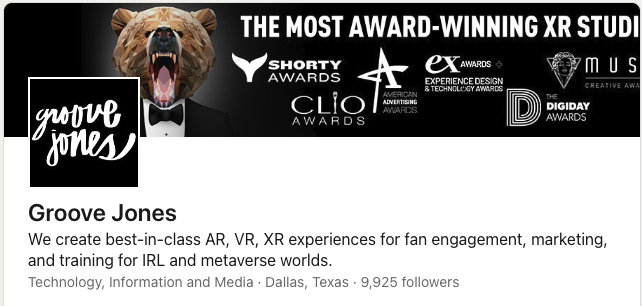 THE MOST AWARD-WINNING XR STUDI
SHORTY
AWARDS
CLIO
AWARDS
AMERICAN
ADVERTISING
AWARDS
ex AWARDS
EXPERIENCE DESIGN
& TECHNOLOGY AWARDS
MUS
CREATIVE AWA
THE
DIGIDAY
AWARDS
groove
jones
Groove Jones
We create best-in-class AR, VR, XR experiences for fan engagement, marketing,
and training for IRL and metaverse worlds.
Technology, Information and Media · Dallas, Texas · 9,925 followers